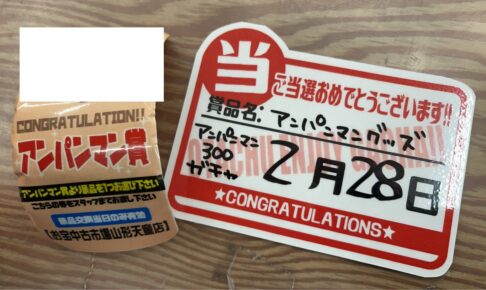 CONGRATULATION!!
アンパンマン賞
アンパンマン賞より景品を1つお選び下さい
こちらの券をスタッフまでお渡し下さい
景品交換当日のみ有効
【お宝中古市場山形天童店】
当
ご当選おめでとうございます!!
賞品名: アンパンマングッズ
アンパンマン
300
ガチャ
2月28日
★CONGRATULATIONS★